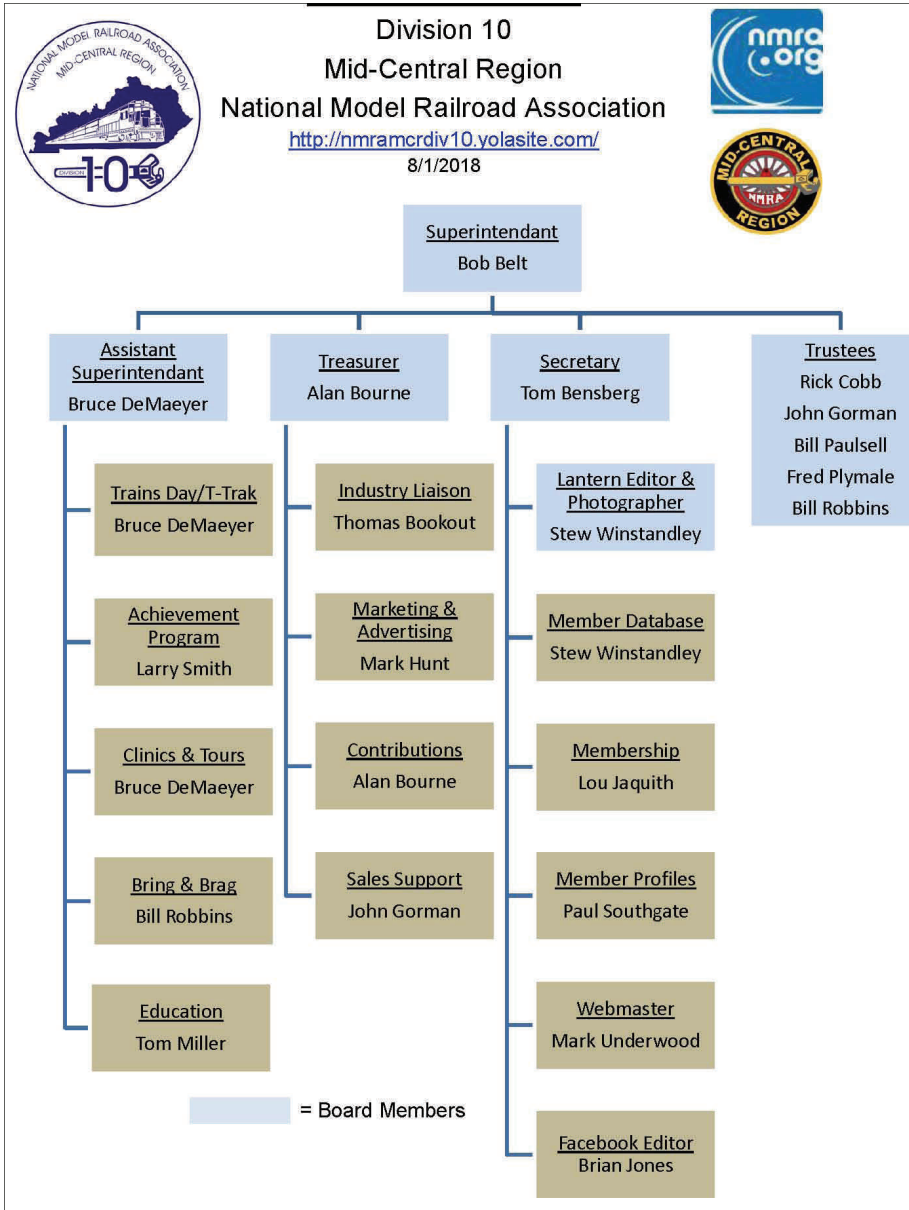 NATIONAL MODEL RAILROAD ASSOCIATION
MID-CENTRAL REGION
DIVISION
10
Division 10
Mid-Central Region
National Model Railroad Association
http://nmramcrdiv10.yolasite.com/
8/1/2018
nmra
.org
MID-CENTRAL
NMRA
REGION
Superintendant
Bob Belt
Assistant
Superintendant
Bruce DeMaeyer
Trains Day/T-Trak
Bruce DeMaeyer
Achievement
Program
Larry Smith
Clinics & Tours
Bruce DeMaeyer
Bring & Brag
Bill Robbins
Education
Tom Miller
Treasurer
Alan Bourne
Industry Liaison
Thomas Bookout
Marketing &
Advertising
Mark Hunt
Contributions
Alan Bourne
Sales Support
John Gorman
Secretary
Tom Bensberg
Lantern Editor &
Photographer
Stew Winstandley
Member Database
Stew Winstandley
Membership
Lou Jaquith
Member Profiles
Paul Southgate
Webmaster
Mark Underwood
Facebook Editor
Brian Jones
Trustees
Rick Cobb
John Gorman
Bill Paulsell
Fred Plymale
Bill Robbins
= Board Members